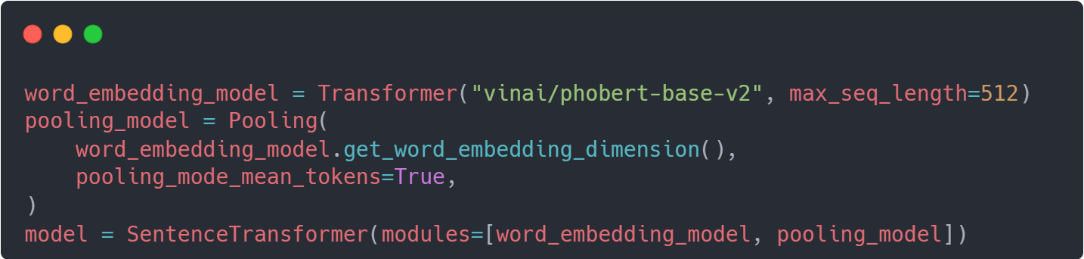 word_embedding_model = Transformer("vinai/phobert-base-v2", max_seq_length=512)
pooling_model = Pooling(
    word_embedding_model.get_word_embedding_dimension(),
    pooling_mode_mean_tokens=True,
)
model = SentenceTransformer(modules=[word_embedding_model, pooling_model])